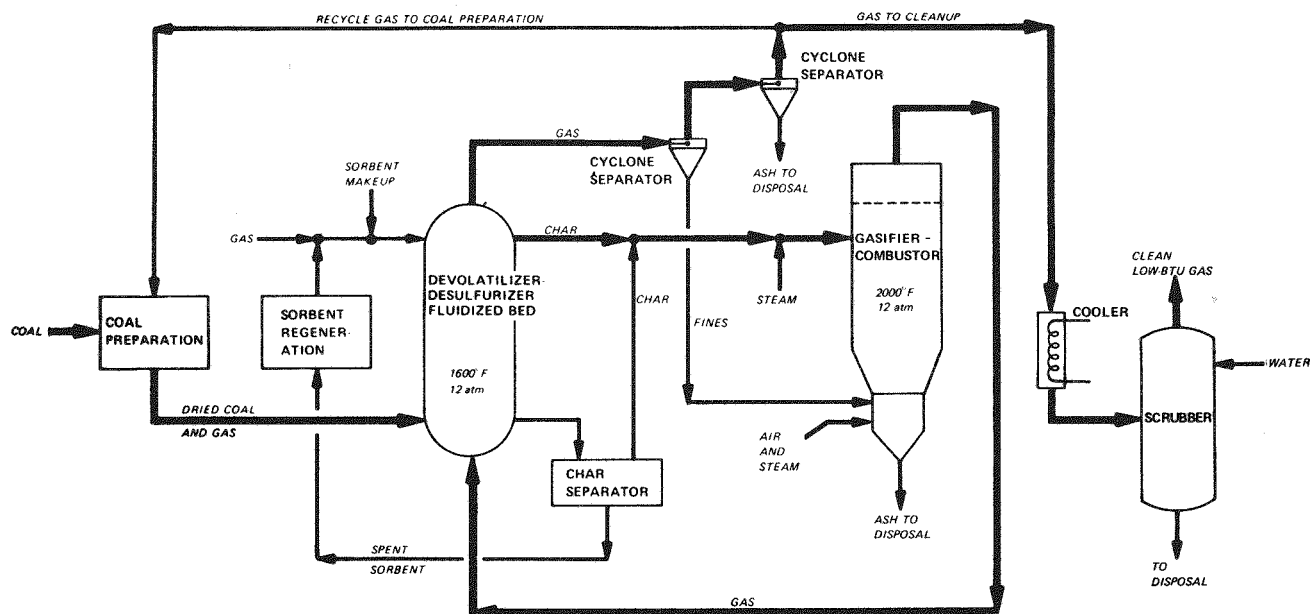 RECYCLE GAS TO COAL PREPARATION
GAS TO CLEANUP
CYCLONE
SEPARATOR
GAS
CYCLONE
SEPARATOR
SORBENT
MAKEUP
ASH TO
DISPOSAL
GAS
CHAR
GASIFIER -
COMBUSTOR
CLEAN
LOW-BTU GAS
DEVOLATILIZER-
DESULFURIZER
FLUIDIZED BED
CHAR
STEAM
2000° F
12 atm
COAL
COAL
PREPARATION
SORBENT
REGENER-
ATION
FINES
COOLER
1600° F
12 atm
WATER
DRIED COAL
AND GAS
SCRUBBER
AIR
AND
STEAM
CHAR
SEPARATOR
ASH TO
DISPOSAL
SPENT
SORBENT
TO
DISPOSAL
GAS